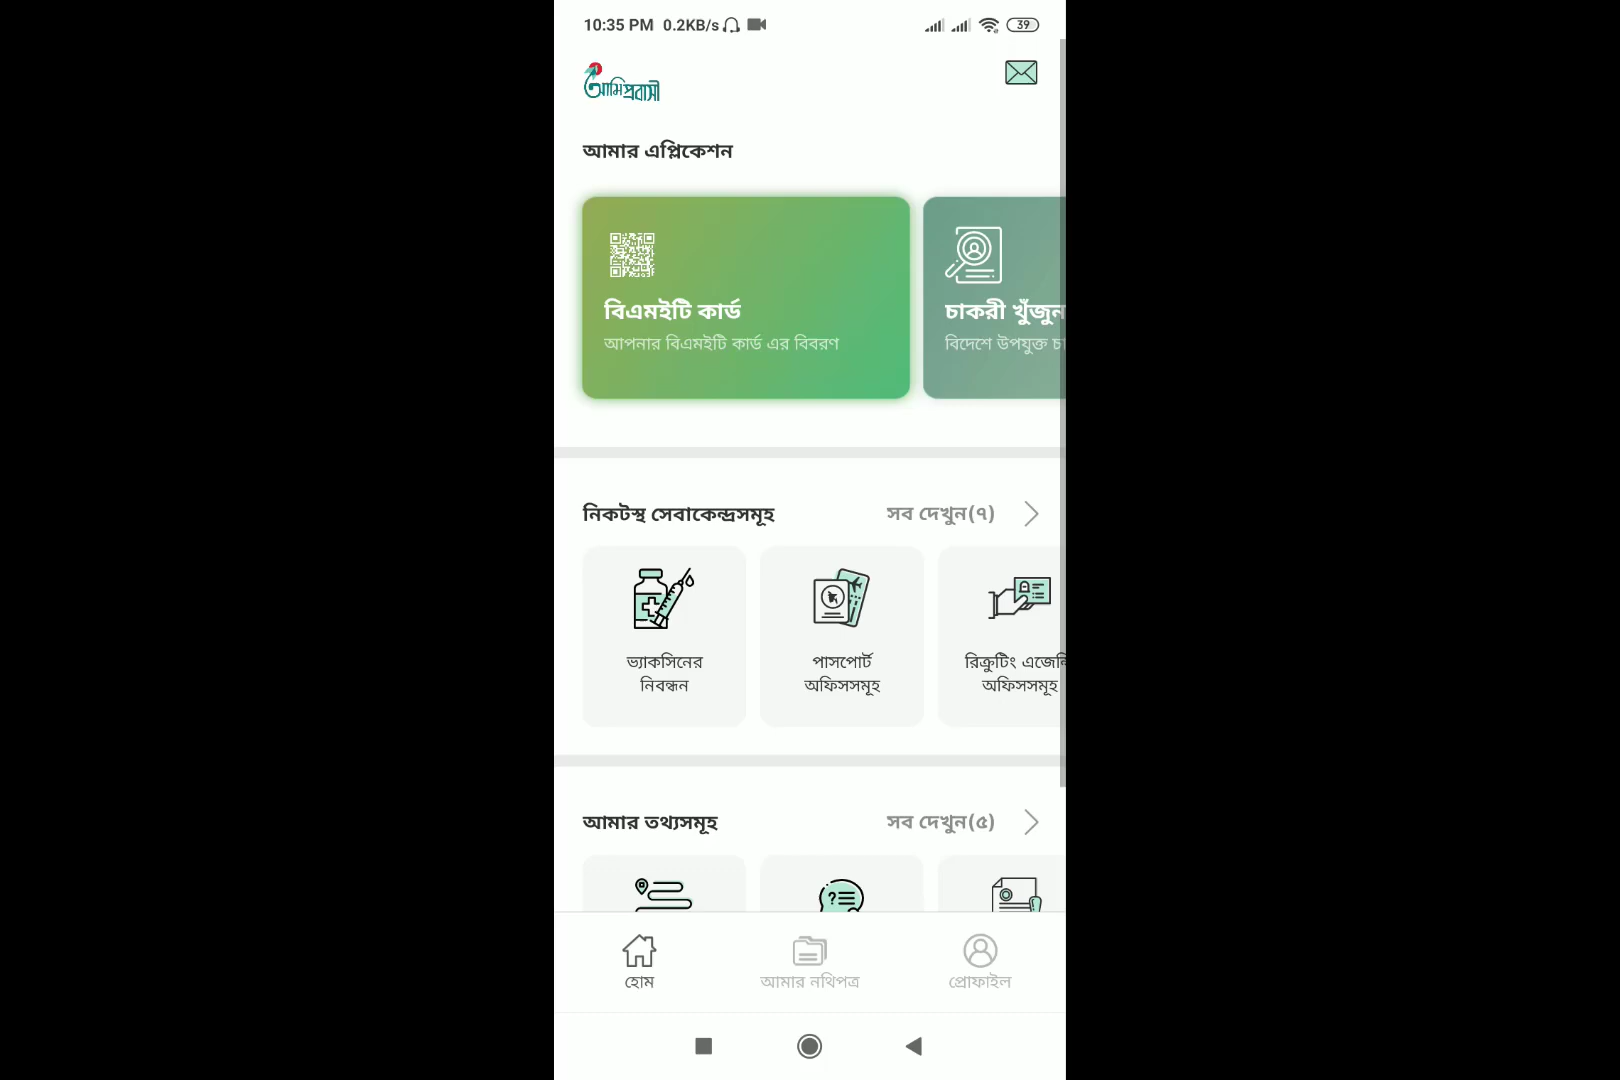 10:35 PM 0.2KB/s 39
আমি প্রবাসী
আমার এপ্লিকেশন
বিএমইটি কার্ড
আপনার বিএমইটি কার্ড এর বিবরণ
চাকরী খুঁজুন
বিদেশে উপযুক্ত চা
নিকটস্থ সেবাকেন্দ্রসমূহ
সব দেখুন(৭)
ভ্যাকসিনের
নিবন্ধন
পাসপোর্ট
অফিসসমূহ
রিক্রুটিং এজেন্সি
অফিসসমূহ
আমার তথ্যসমূহ
সব দেখুন(৫)
হোম
আমার নথিপত্র
প্রোফাইল